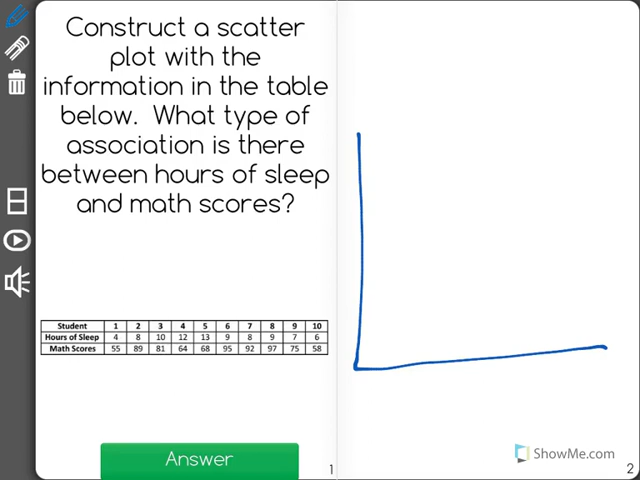 Construct a scatter
plot with the
information in the table
below. What type of
association is there
between hours of sleep
and math scores?
Student 1 2 3 4 5 6 7 8 9 10
Hours of Sleep 4 8 10 12 13 9 8 9 7 6
Math Scores 55 89 81 64 68 95 92 97 75 58
Answer
1
ShowMe.com
2